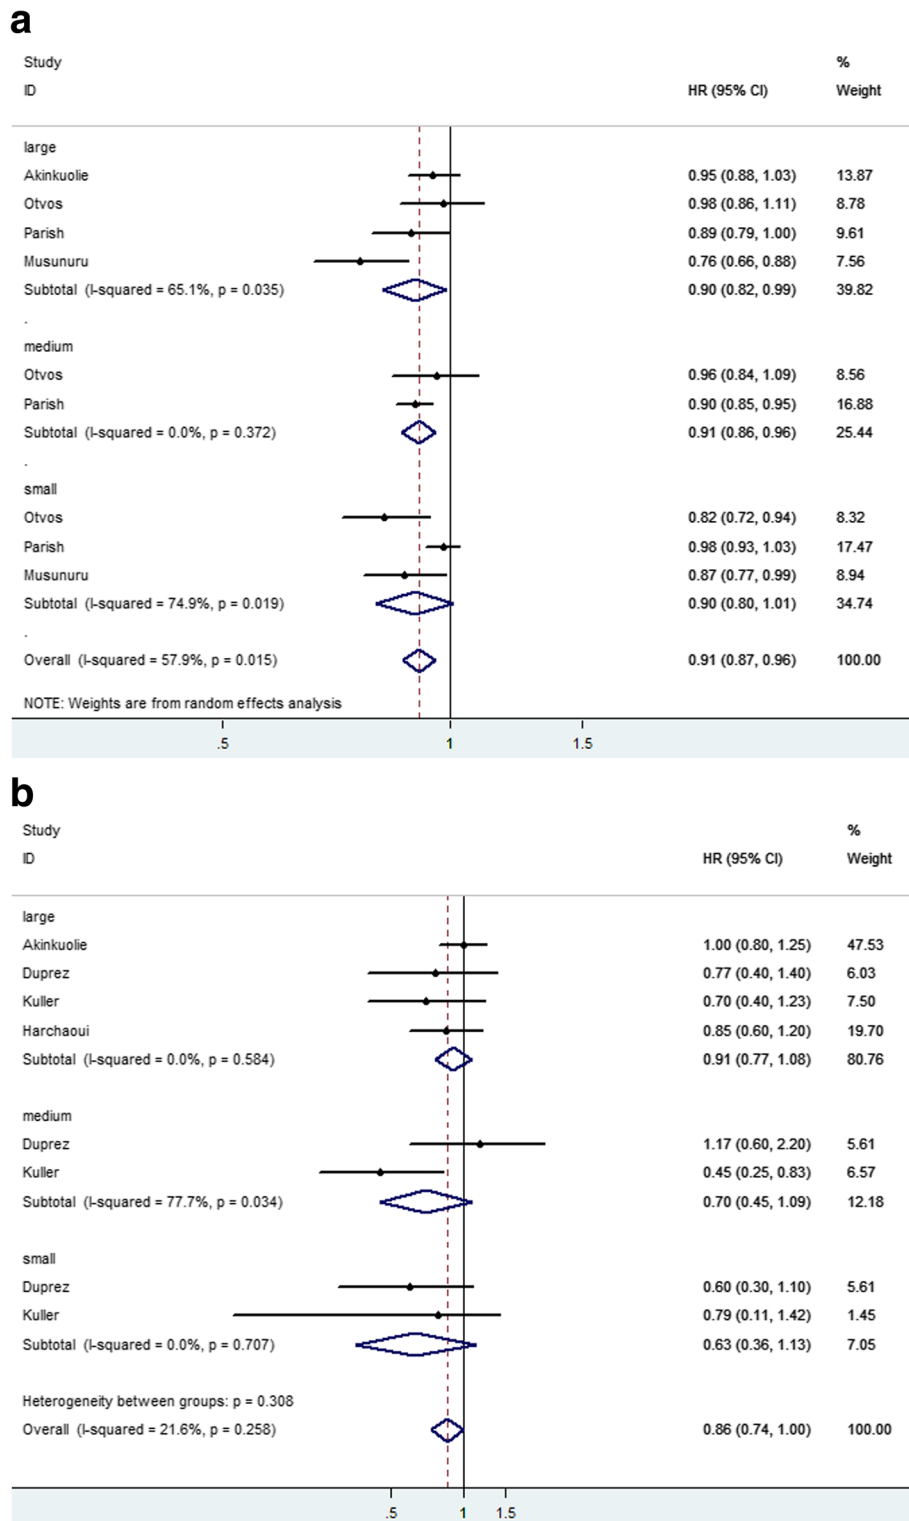 a
Study %
ID HR (95% CI) Weight
large
Akinkuolie 0.95 (0.88, 1.03) 13.87
Otvos 0.98 (0.86, 1.11) 8.78
Parish 0.89 (0.79, 1.00) 9.61
Musunuru 0.76 (0.66, 0.88) 7.56
Subtotal (I-squared = 65.1%, p = 0.035) 0.90 (0.82, 0.99) 39.82
.
medium
Otvos 0.96 (0.84, 1.09) 8.56
Parish 0.90 (0.85, 0.95) 16.88
Subtotal (I-squared = 0.0%, p = 0.372) 0.91 (0.86, 0.96) 25.44
.
small
Otvos 0.82 (0.72, 0.94) 8.32
Parish 0.98 (0.93, 1.03) 17.47
Musunuru 0.87 (0.77, 0.99) 8.94
Subtotal (I-squared = 74.9%, p = 0.019) 0.90 (0.80, 1.01) 34.74
.
Overall (I-squared = 57.9%, p = 0.015) 0.91 (0.87, 0.96) 100.00
NOTE: Weights are from random effects analysis
.5 1 1.5
b
Study %
ID HR (95% CI) Weight
large
Akinkuolie 1.00 (0.80, 1.25) 47.53
Duprez 0.77 (0.40, 1.40) 6.03
Kuller 0.70 (0.40, 1.23) 7.50
Harchaoui 0.85 (0.60, 1.20) 19.70
Subtotal (I-squared = 0.0%, p = 0.584) 0.91 (0.77, 1.08) 80.76
medium
Duprez 1.17 (0.60, 2.20) 5.61
Kuller 0.45 (0.25, 0.83) 6.57
Subtotal (I-squared = 77.7%, p = 0.034) 0.70 (0.45, 1.09) 12.18
small
Duprez 0.60 (0.30, 1.10) 5.61
Kuller 0.79 (0.11, 1.42) 1.45
Subtotal (I-squared = 0.0%, p = 0.707) 0.63 (0.36, 1.13) 7.05
Heterogeneity between groups: p = 0.308
Overall (I-squared = 21.6%, p = 0.258) 0.86 (0.74, 1.00) 100.00
.5 1 1.5